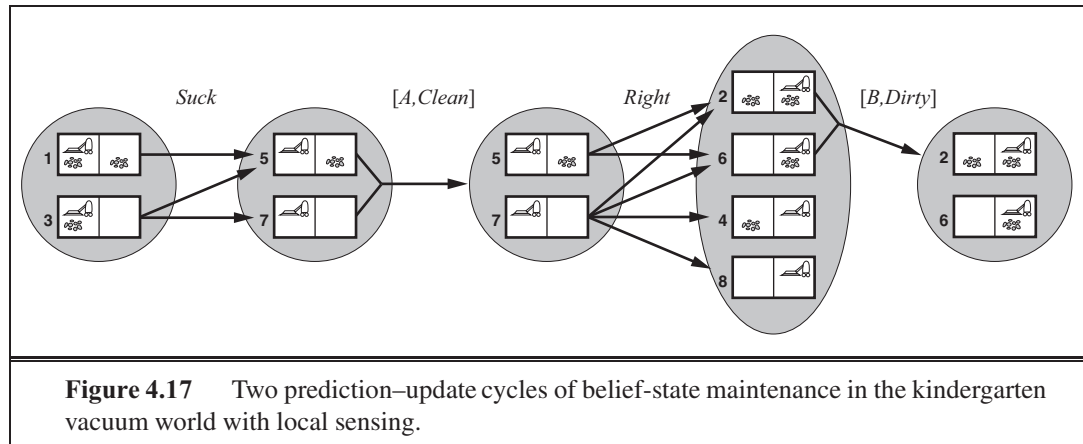 Suck [A,Clean] Right [B,Dirty]
1 5 5 2 2
3 7 7 6 6
4
8
Figure 4.17 Two prediction–update cycles of belief-state maintenance in the kindergarten
vacuum world with local sensing.